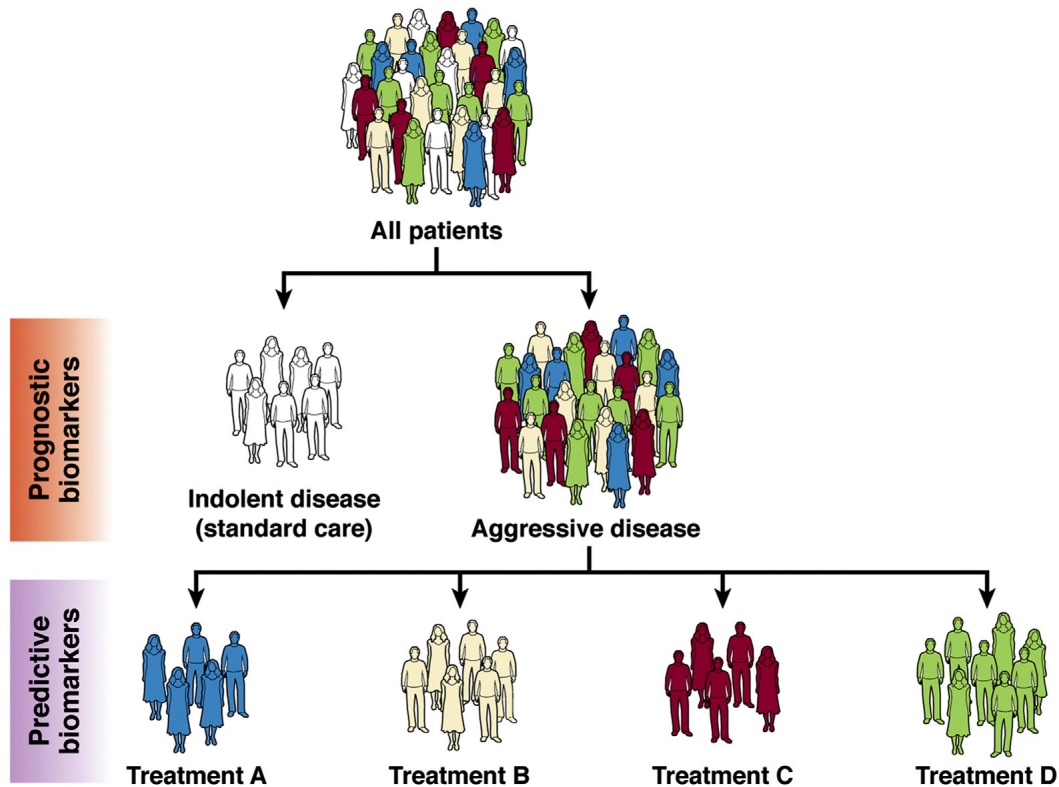 All patients
Prognostic
biomarkers
Indolent disease
(standard care)
Aggressive disease
Predictive
biomarkers
Treatment A
Treatment B
Treatment C
Treatment D